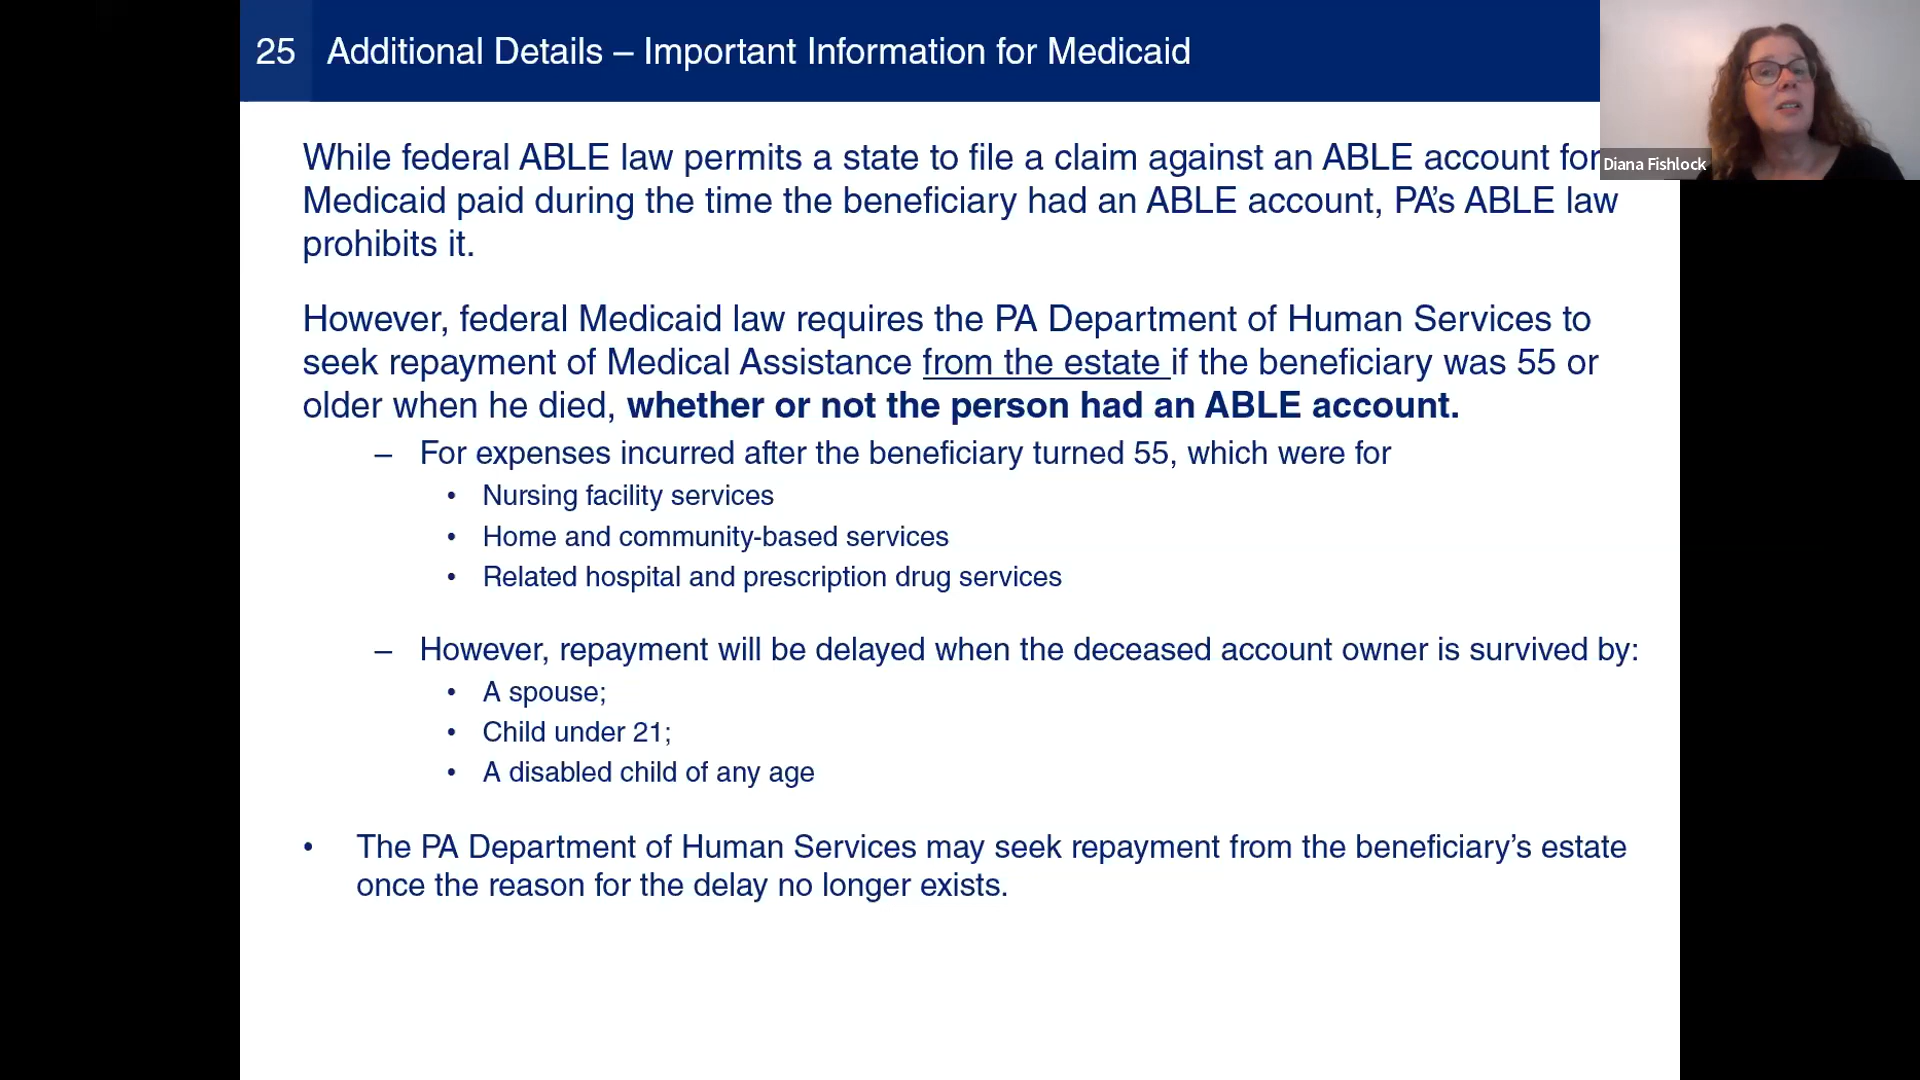 25 Additional Details – Important Information for Medicaid
Diana Fishlock
While federal ABLE law permits a state to file a claim against an ABLE account for
Medicaid paid during the time the beneficiary had an ABLE account, PA’s ABLE law
prohibits it.
However, federal Medicaid law requires the PA Department of Human Services to
seek repayment of Medical Assistance from the estate if the beneficiary was 55 or
older when he died, whether or not the person had an ABLE account.
– For expenses incurred after the beneficiary turned 55, which were for
• Nursing facility services
• Home and community-based services
• Related hospital and prescription drug services
– However, repayment will be delayed when the deceased account owner is survived by:
• A spouse;
• Child under 21;
• A disabled child of any age
• The PA Department of Human Services may seek repayment from the beneficiary’s estate
once the reason for the delay no longer exists.